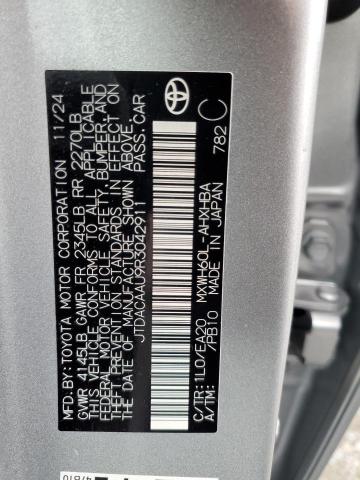 MFD.BY:TOYOTA MOTOR CORPORATION 11/24
GVWR 4145LB GAWR FR 2345LB RR 2270LB
THIS VEHICLE CONFORMS TO ALL APPLICABLE
FEDERAL MOTOR VEHICLE SAFETY, BUMPER, AND
THEFT PREVENTION STANDARDS IN EFFECT ON
THE DATE OF MANUFACTURE SHOWN ABOVE.
PASS.CAR
C/TR:1L0/EA20 MXWH60L-AHXHBA
A/TM: /PB10 MADE IN JAPAN
782
C
47B10